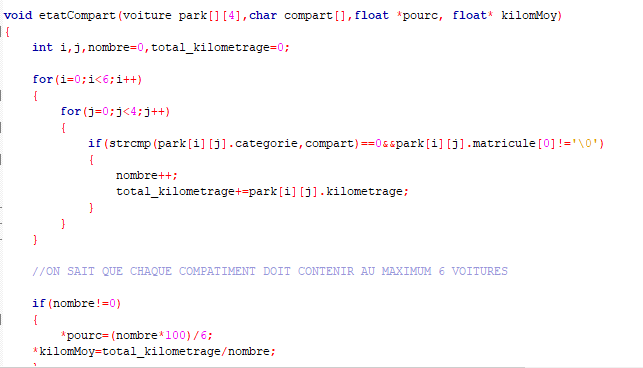 void etatCompart(voiture park[][4],char compart[],float *pourc, float* kilomMoy)
{
int i,j,nombre=0,total_kilometrage=0;
for(i=0;i<6;i++)
{
for(j=0;j<4;j++)
{
if(strcmp(park[i][j].categorie,compart)==0&&park[i][j].matricule[0]!='\0')
{
nombre++;
total_kilometrage+=park[i][j].kilometrage;
}
}
}
//ON SAIT QUE CHAQUE COMPATIMENT DOIT CONTENIR AU MAXIMUM 6 VOITURES
if(nombre!=0)
{
*pourc=(nombre*100)/6;
*kilomMoy=total_kilometrage/nombre;